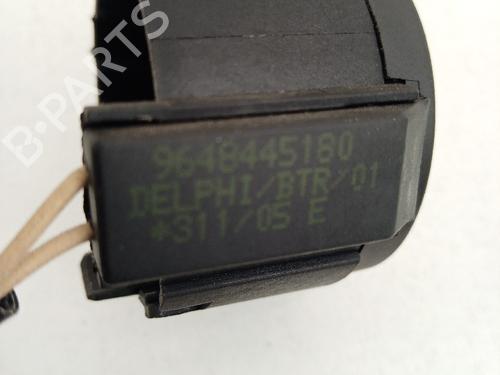 9648445180
DELPHI/BTR/01
*311/05 E
B-PARTS